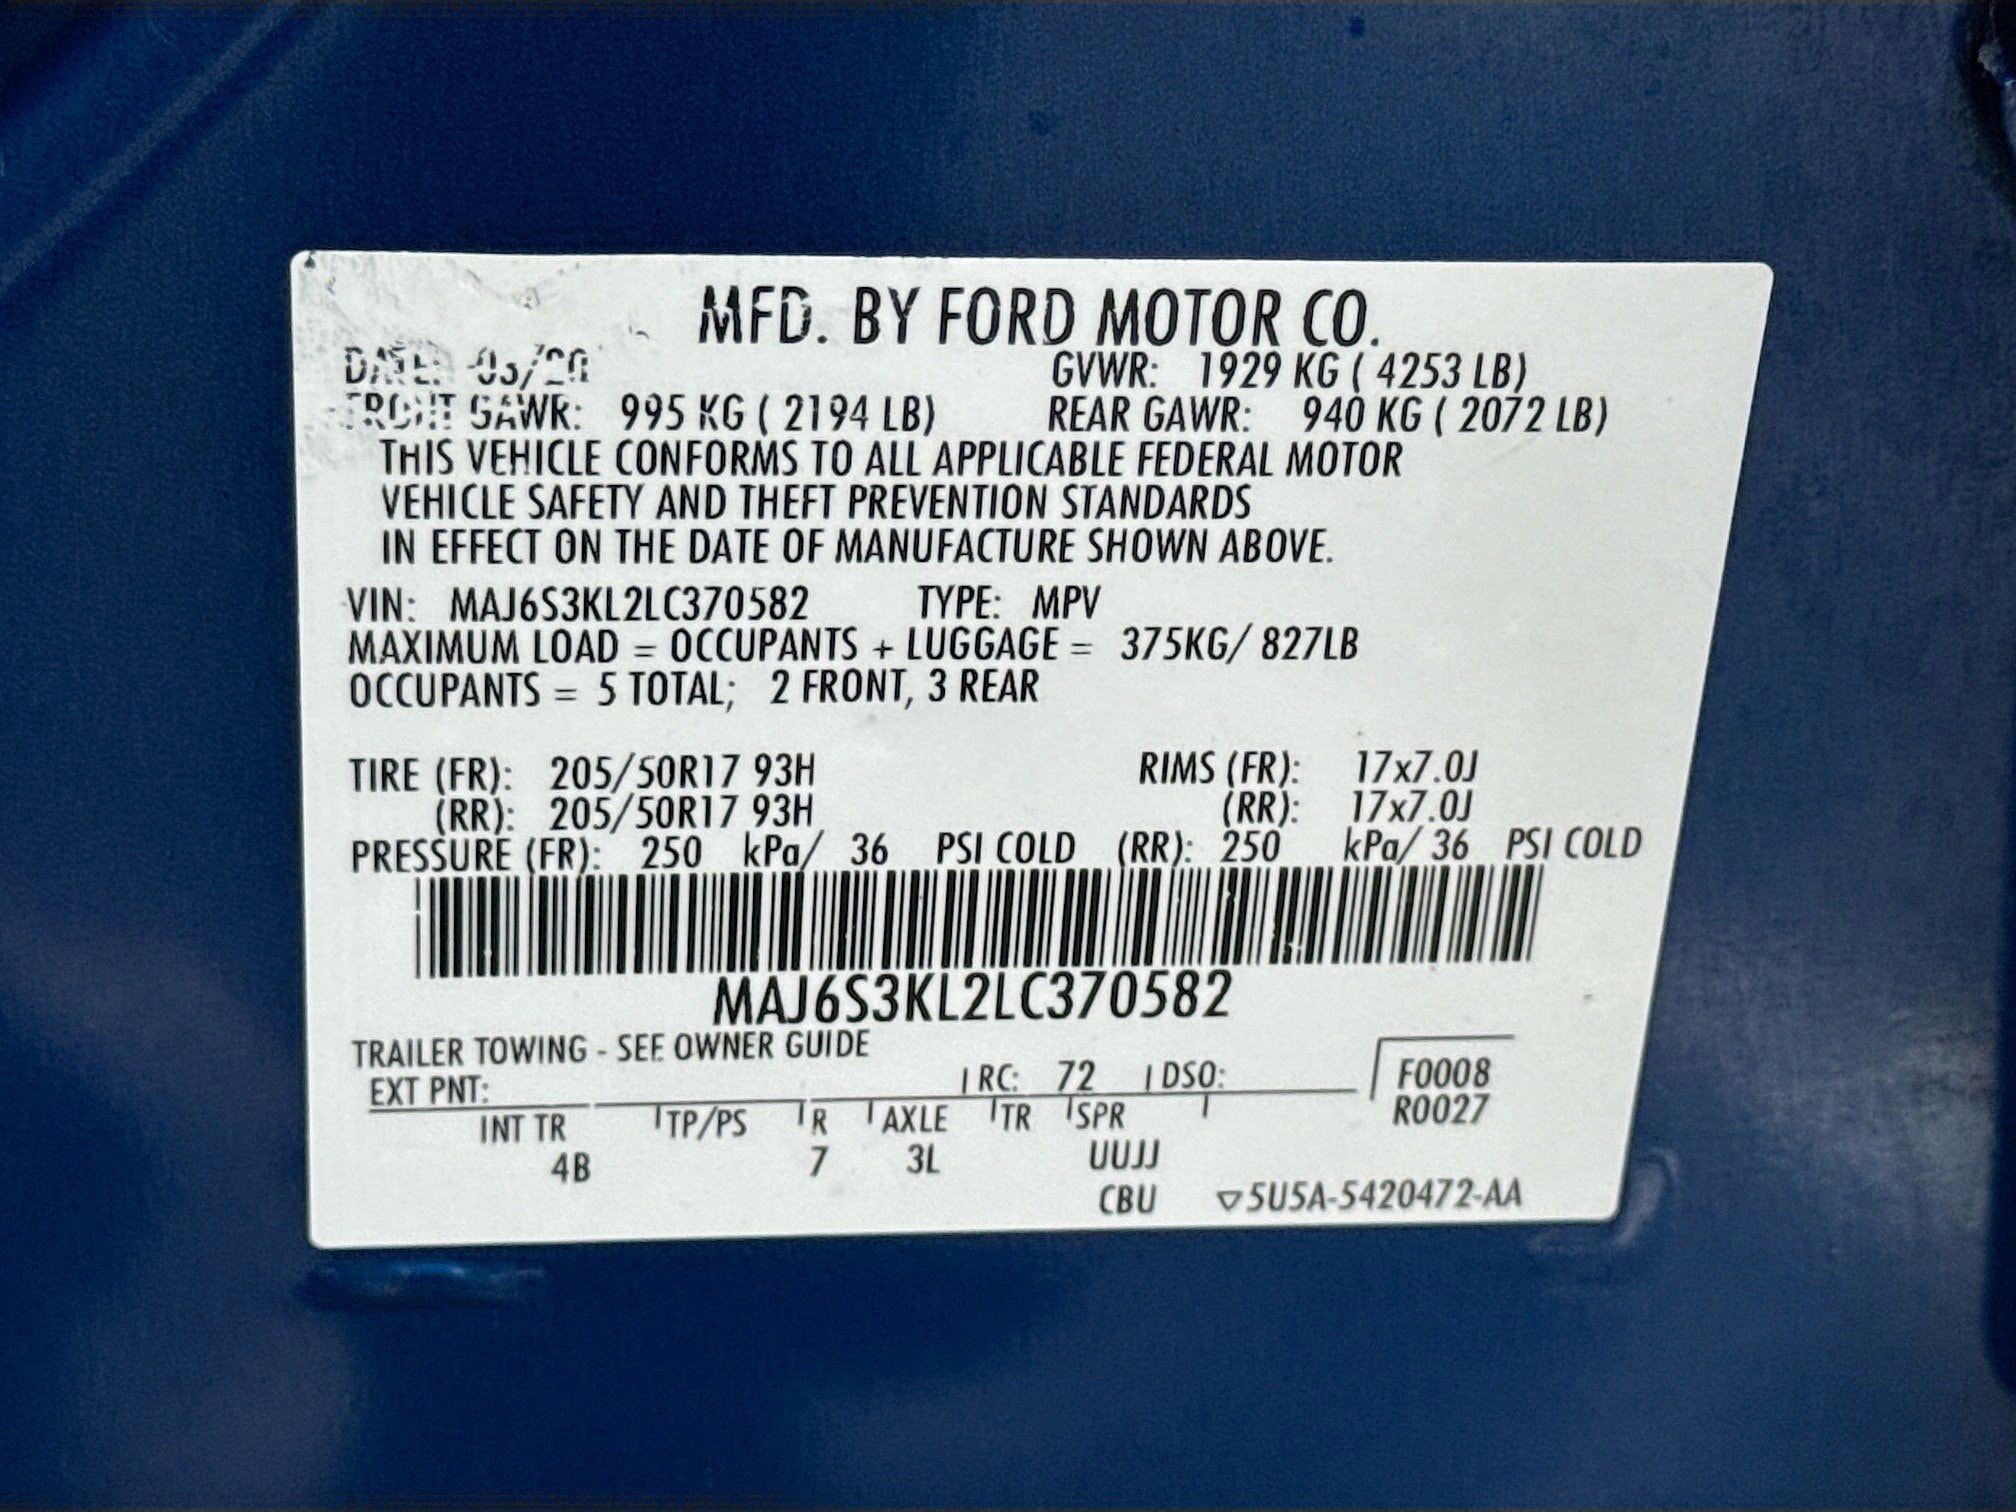 MFD. BY FORD MOTOR CO.
DATE: 03/20 GVWR: 1929 KG ( 4253 LB)
FRONT GAWR: 995 KG ( 2194 LB) REAR GAWR: 940 KG ( 2072 LB)
THIS VEHICLE CONFORMS TO ALL APPLICABLE FEDERAL MOTOR
VEHICLE SAFETY AND THEFT PREVENTION STANDARDS
IN EFFECT ON THE DATE OF MANUFACTURE SHOWN ABOVE.
VIN: MAJ6S3KL2LC370582 TYPE: MPV
MAXIMUM LOAD = OCCUPANTS + LUGGAGE = 375KG/ 827LB
OCCUPANTS = 5 TOTAL; 2 FRONT, 3 REAR
TIRE (FR): 205/50R17 93H RIMS (FR): 17x7.0J
(RR): 205/50R17 93H (RR): 17x7.0J
PRESSURE (FR): 250 kPa/ 36 PSI COLD (RR): 250 kPa/ 36 PSI COLD
MAJ6S3KL2LC370582
TRAILER TOWING - SEE OWNER GUIDE
EXT PNT: RC: 72 DSO: F0008
R0027
INT TR TP/PS R AXLE TR SPR
4B 7 3L UUJJ
CBU ▽5U5A-5420472-AA